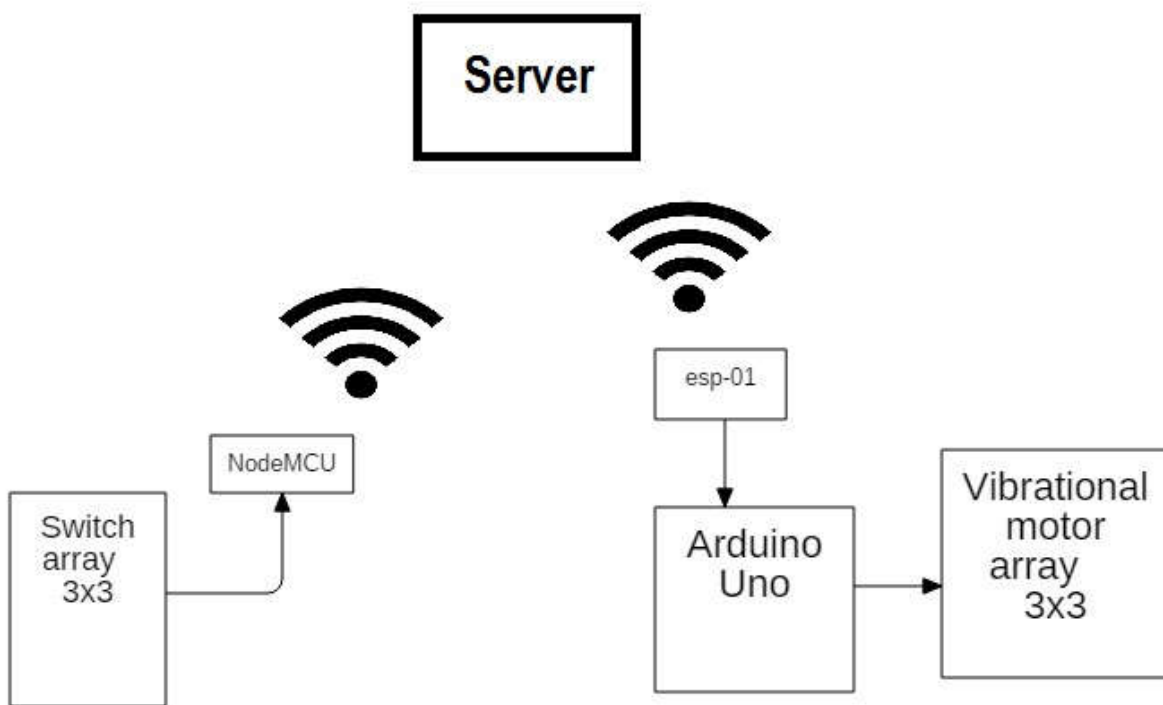 Server
esp-01
NodeMCU
Switch
array
3x3
Arduino
Uno
Vibrational
motor
array
3x3